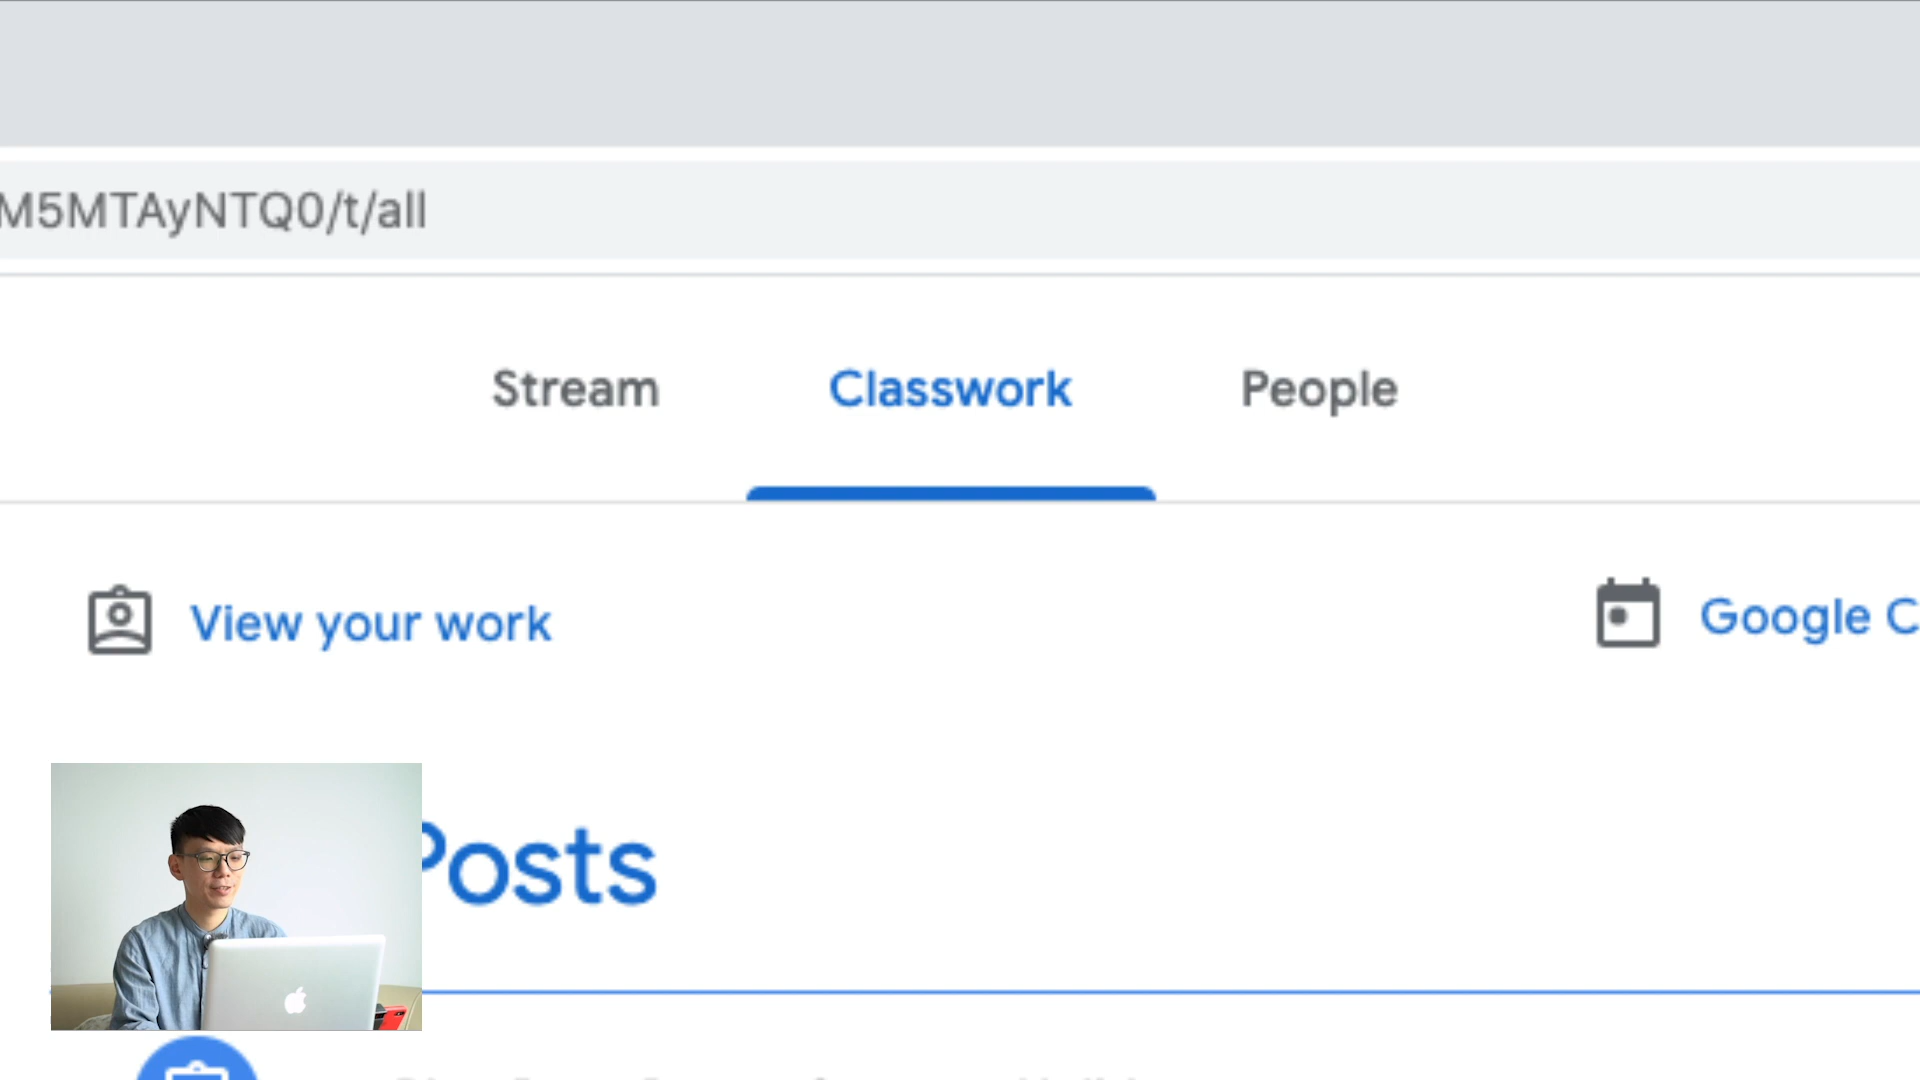 M5MTAyNTQ0/t/all
Stream Classwork People
View your work
Google C
Posts